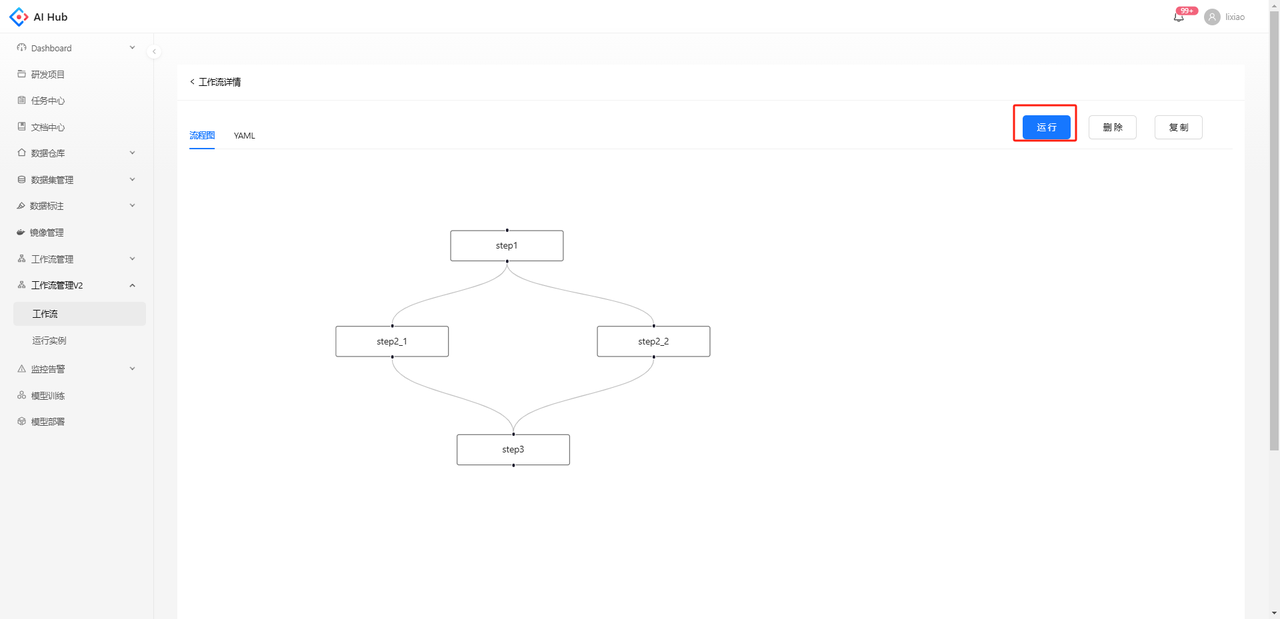 AI Hub
99+
lixiao
Dashboard
研发项目
任务中心
文档中心
数据仓库
数据集管理
数据标注
镜像管理
工作流管理
工作流管理V2
工作流
运行实例
监控告警
模型训练
模型部署
< 工作流详情
流程图 YAML
运行 删除 复制
step1
step2_1 step2_2
step3